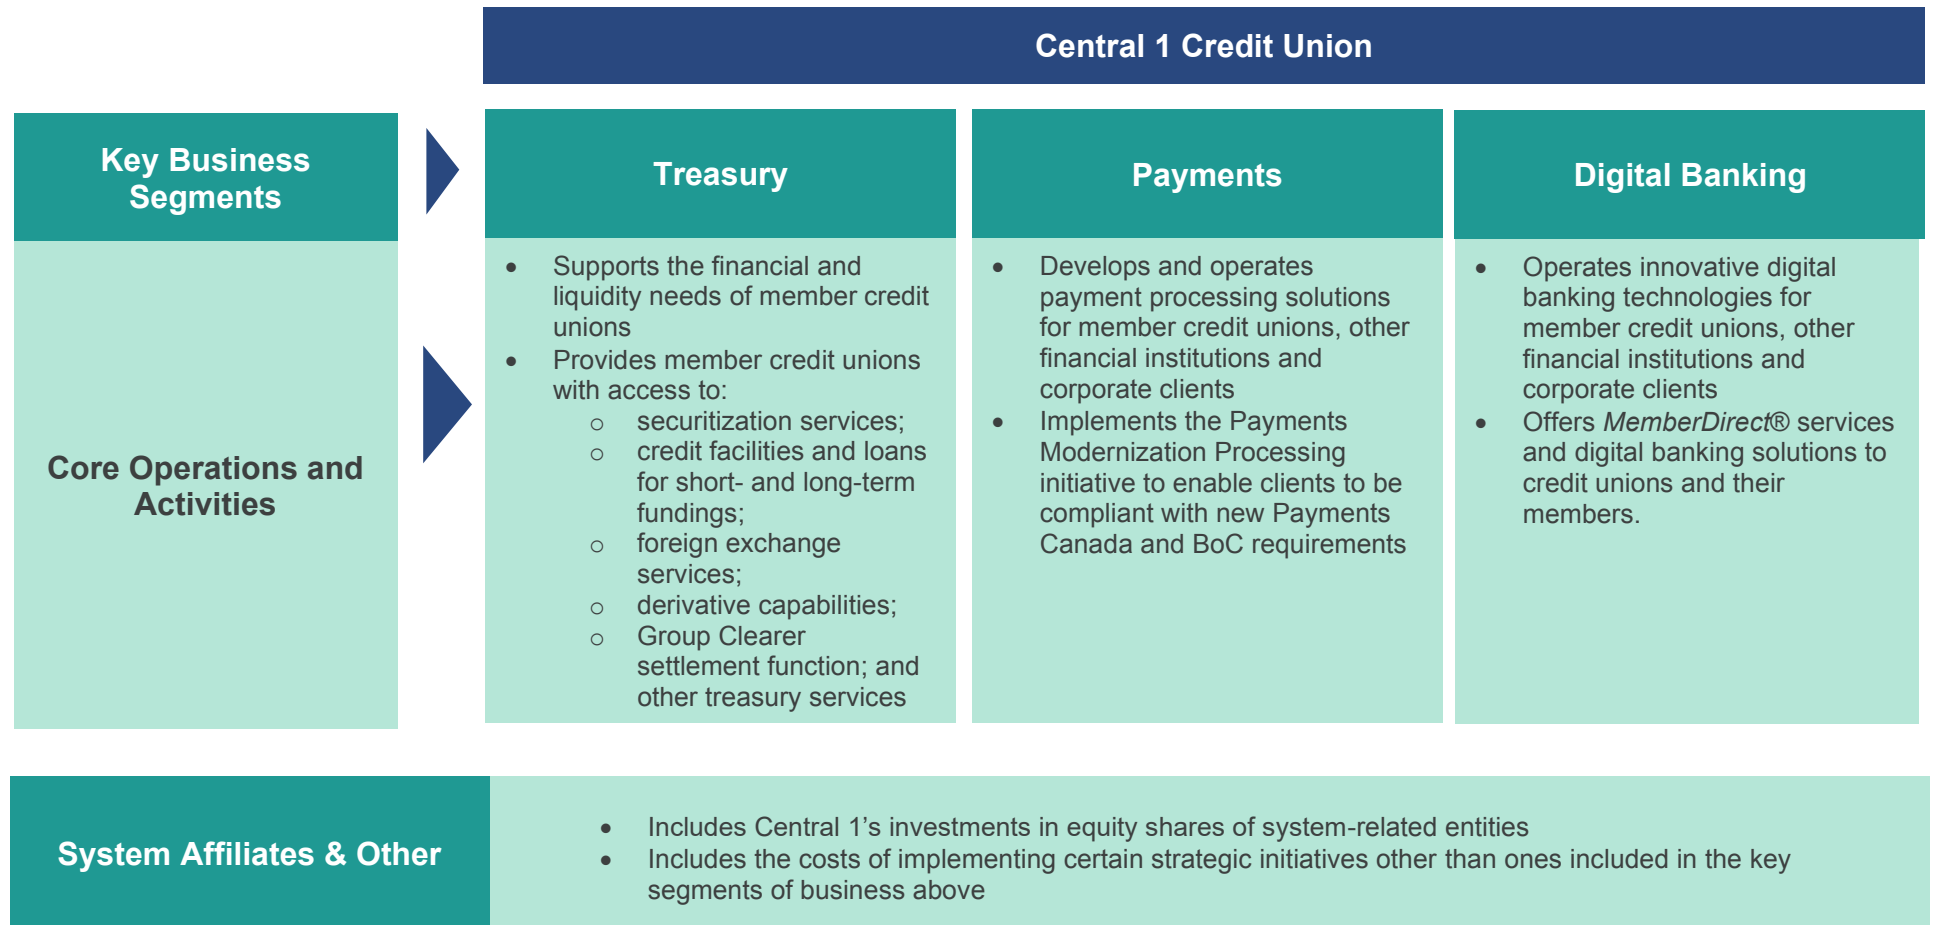 Central 1 Credit Union
Key Business
Segments
Treasury
Payments
Digital Banking
Core Operations and
Activities
• Supports the financial and
liquidity needs of member credit
unions
• Provides member credit unions
with access to:
o securitization services;
o credit facilities and loans
for short- and long-term
fundings;
o foreign exchange
services;
o derivative capabilities;
o Group Clearer
settlement function; and
other treasury services
• Develops and operates
payment processing solutions
for member credit unions, other
financial institutions and
corporate clients
• Implements the Payments
Modernization Processing
initiative to enable clients to be
compliant with new Payments
Canada and BoC requirements
• Operates innovative digital
banking technologies for
member credit unions, other
financial institutions and
corporate clients
• Offers MemberDirect® services
and digital banking solutions to
credit unions and their
members.
System Affiliates & Other
• Includes Central 1’s investments in equity shares of system-related entities
• Includes the costs of implementing certain strategic initiatives other than ones included in the key
segments of business above